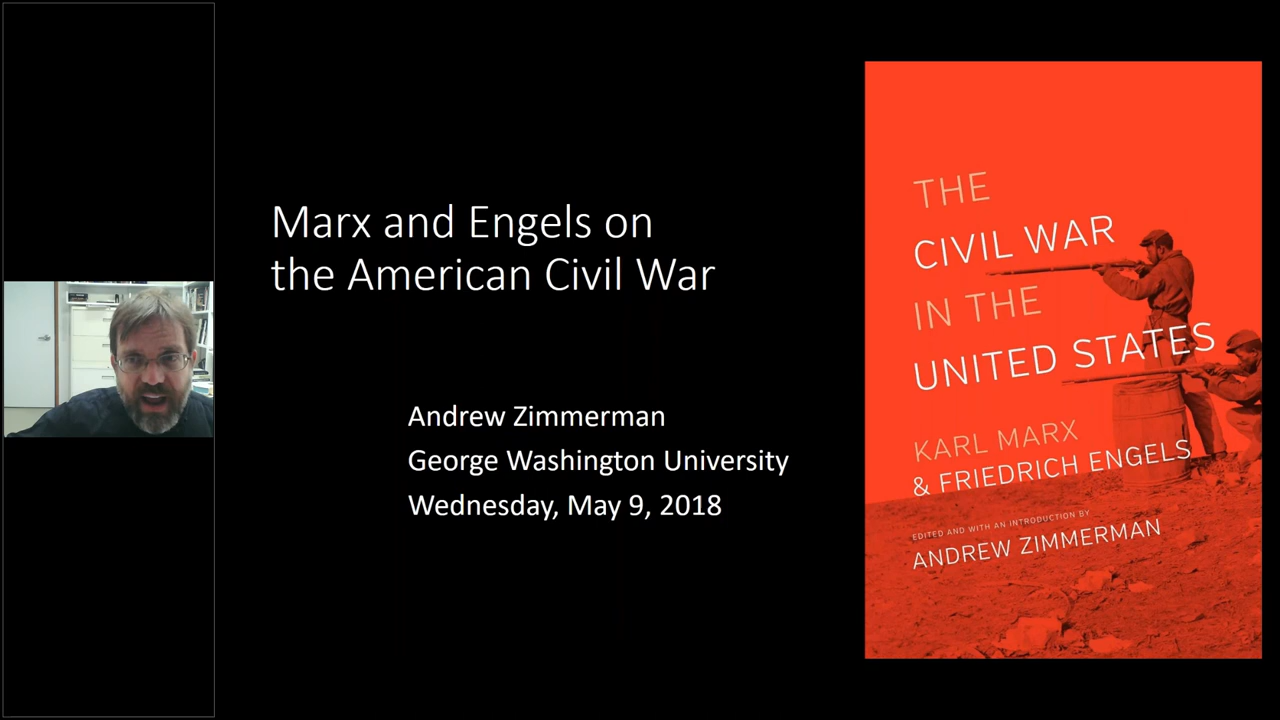 Marx and Engels on
the American Civil War
Andrew Zimmerman
George Washington University
Wednesday, May 9, 2018
THE
CIVIL WAR
IN THE
UNITED STATES
KARL MARX
& FRIEDRICH ENGELS
EDITED AND WITH AN INTRODUCTION BY
ANDREW ZIMMERMAN